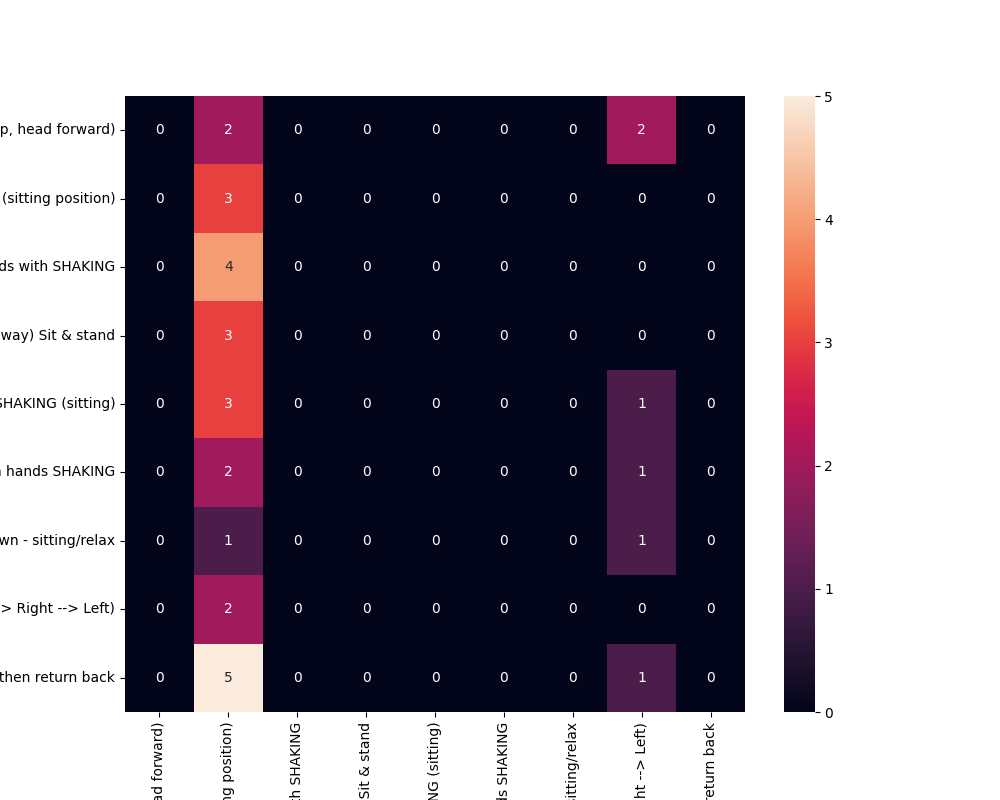 p, head forward) 0 2 0 0 0 0 0 2 0
(sitting position) 0 3 0 0 0 0 0 0 0
ds with SHAKING 0 4 0 0 0 0 0 0 0
way) Sit & stand 0 3 0 0 0 0 0 0 0
SHAKING (sitting) 0 3 0 0 0 0 0 1 0
hands SHAKING 0 2 0 0 0 0 0 1 0
wn - sitting/relax 0 1 0 0 0 0 0 1 0
> Right --> Left) 0 2 0 0 0 0 0 0 0
then return back 0 5 0 0 0 0 0 1 0
ad forward)
ng position)
th SHAKING
Sit & stand
NG (sitting)
ds SHAKING
sitting/relax
ht --> Left)
return back
5
4
3
2
1
0